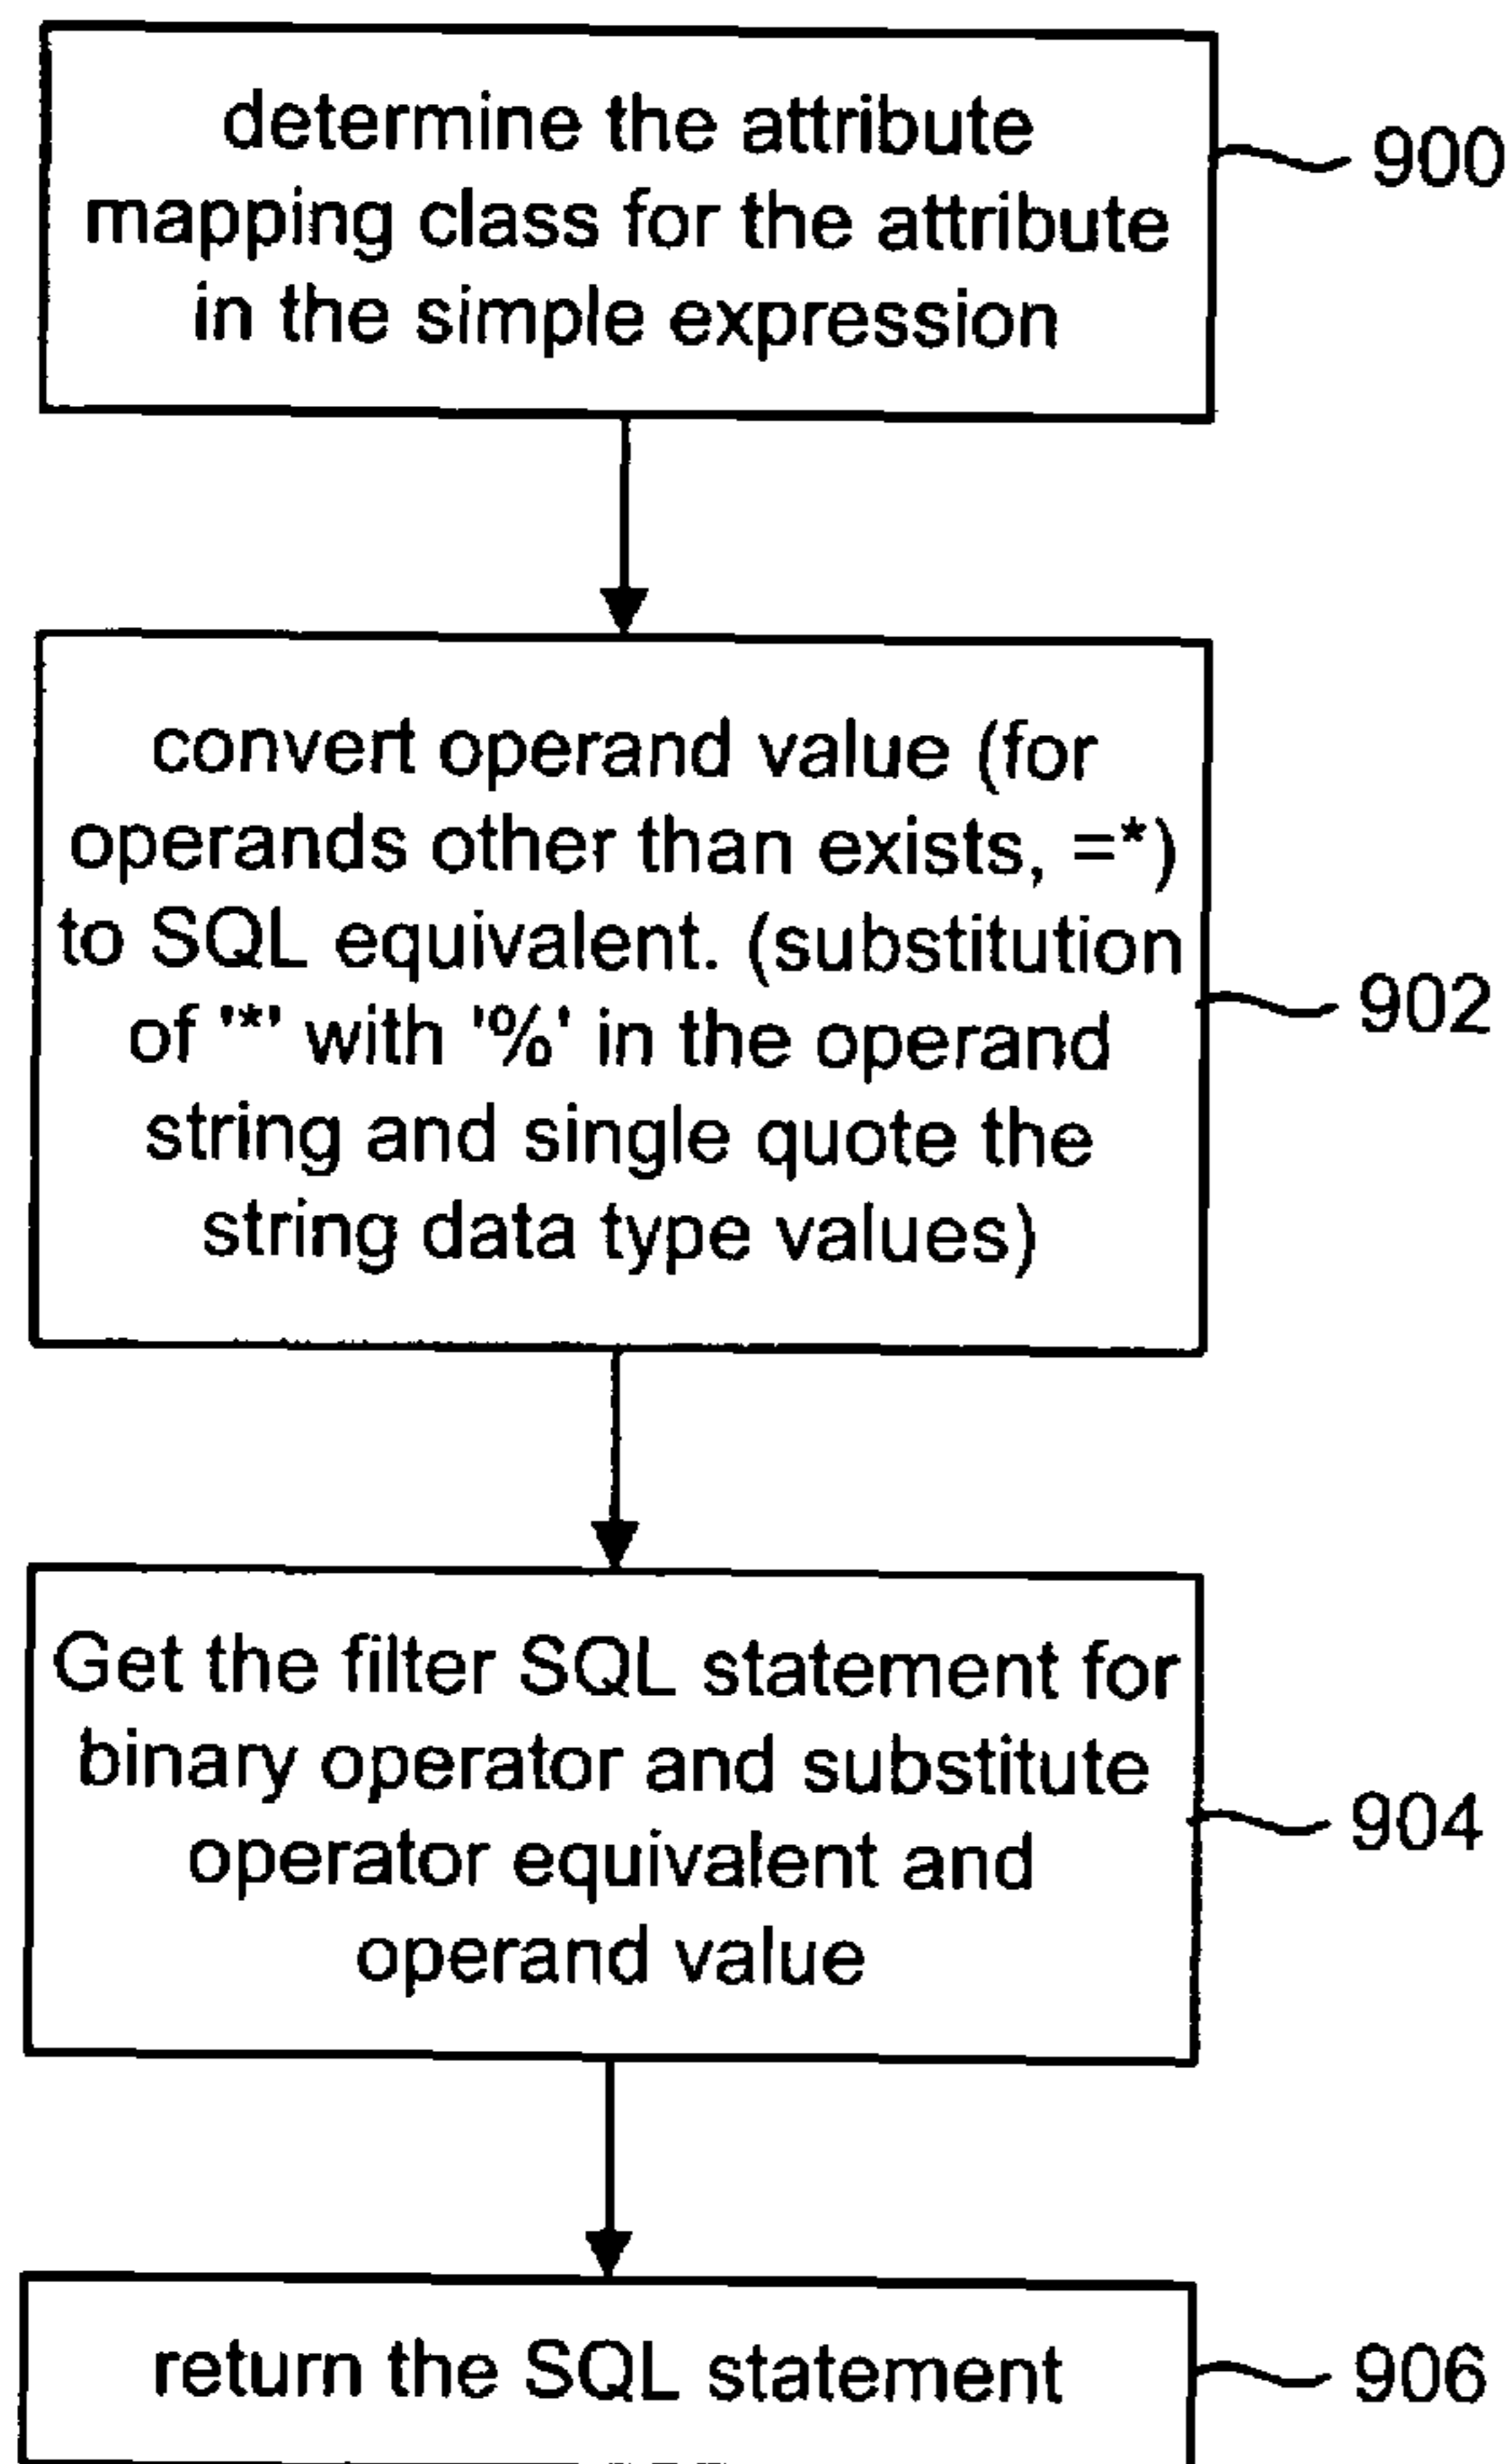 determine the attribute
mapping class for the attribute
in the simple expression
900
convert operand value (for
operands other than exists, =*)
to SQL equivalent. (substitution
of '*' with '%' in the operand
string and single quote the
string data type values)
902
Get the filter SQL statement for
binary operator and substitute
operator equivalent and
operand value
904
return the SQL statement
906